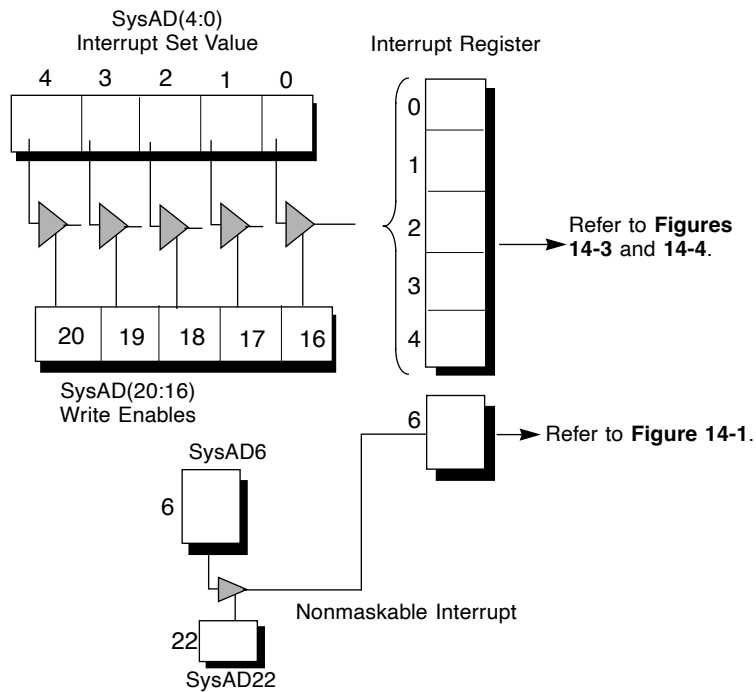 SysAD(4:0)
Interrupt Set Value
4 3 2 1 0
Interrupt Register
0
1
2
3
4
Refer to Figures
14-3 and 14-4.
20 19 18 17 16
SysAD(20:16)
Write Enables
6
Refer to Figure 14-1.
SysAD6
6
Nonmaskable Interrupt
22
SysAD22